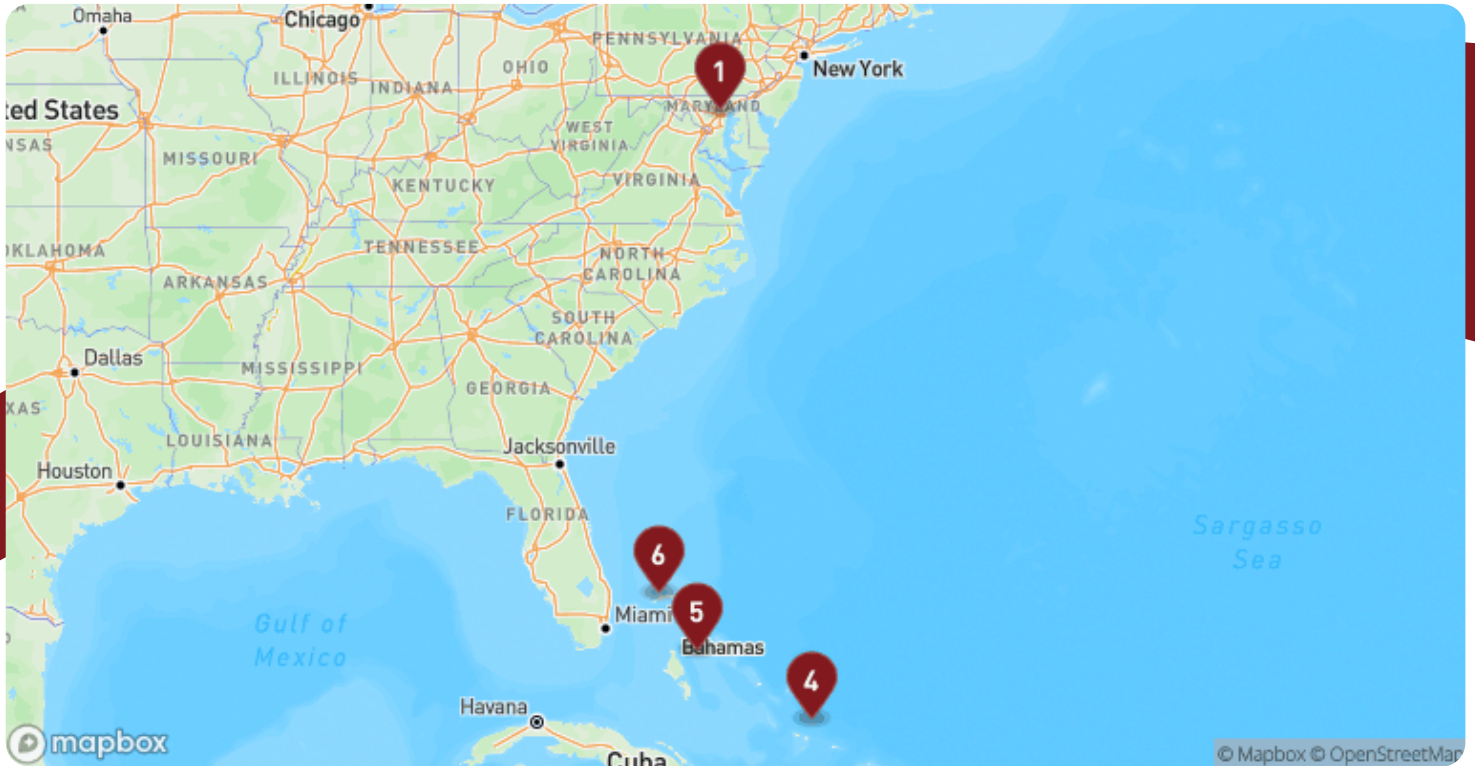 Omaha
Chicago
PENNSYLVANIA
New York
ILLINOIS
INDIANA
OHIO
1
MARYLAND
ted States
NSAS
MISSOURI
WEST
VIRGINIA
KENTUCKY
VIRGINIA
OKLAHOMA
TENNESSEE
NORTH
CAROLINA
ARKANSAS
SOUTH
CAROLINA
Dallas
MISSISSIPPI
GEORGIA
XAS
LOUISIANA
Jacksonville
Houston
FLORIDA
Sargasso
Sea
6
Miami
5
Bahamas
Gulf of
Mexico
4
Havana
Cuba
mapbox
© Mapbox © OpenStreetMap